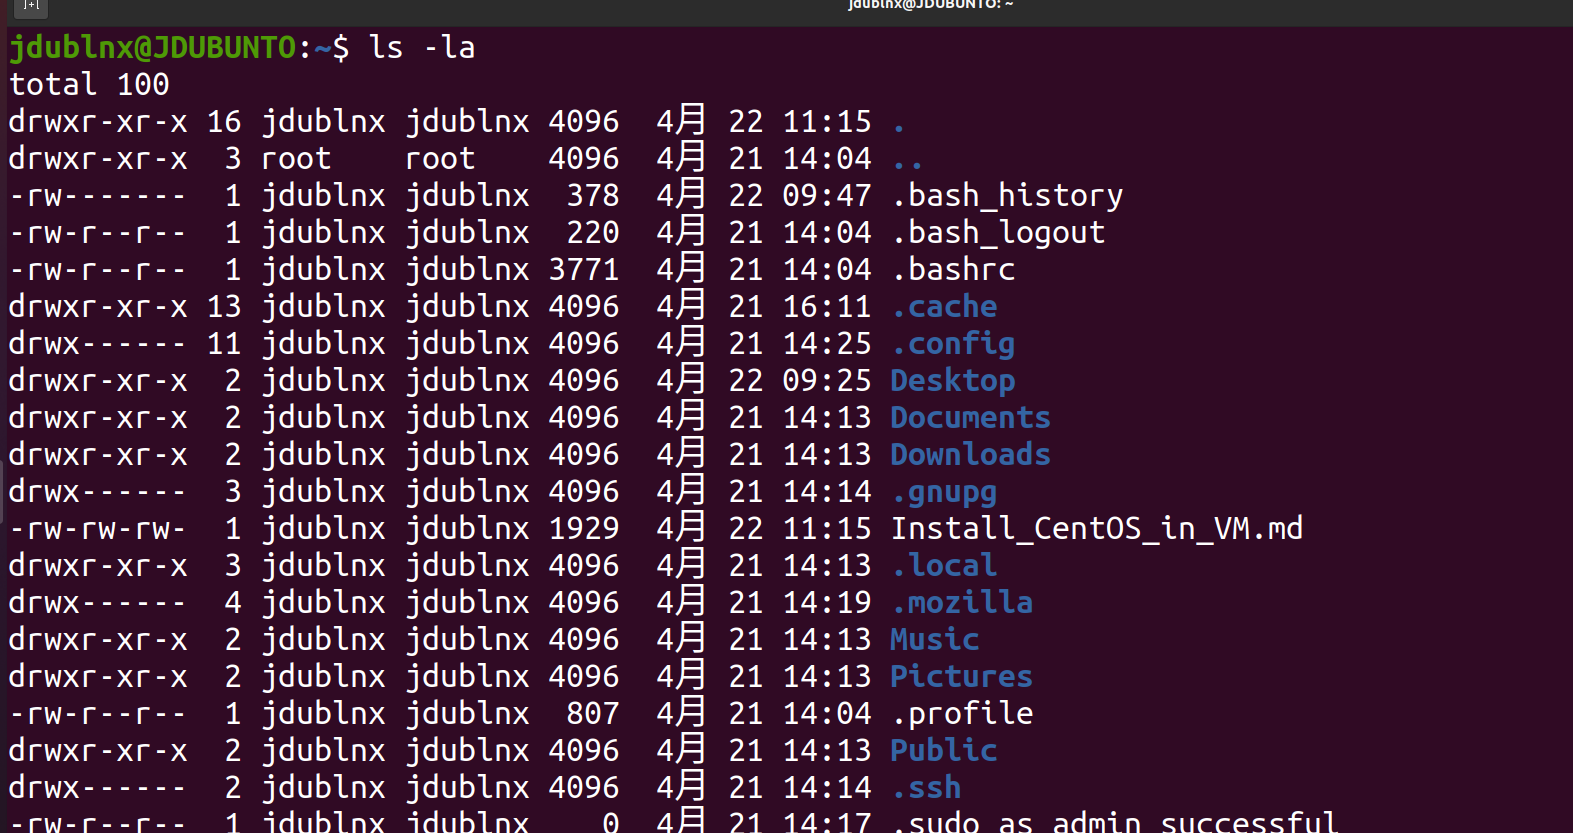 jdublnx@JDUBUNTO: ~
jdublnx@JDUBUNTO:~$ ls -la
total 100
drwxr-xr-x 16 jdublnx jdublnx 4096  4月 22 11:15 .
drwxr-xr-x  3 root    root    4096  4月 21 14:04 ..
-rw-------  1 jdublnx jdublnx  378  4月 22 09:47 .bash_history
-rw-r--r--  1 jdublnx jdublnx  220  4月 21 14:04 .bash_logout
-rw-r--r--  1 jdublnx jdublnx 3771  4月 21 14:04 .bashrc
drwxr-xr-x 13 jdublnx jdublnx 4096  4月 21 16:11 .cache
drwx------ 11 jdublnx jdublnx 4096  4月 21 14:25 .config
drwxr-xr-x  2 jdublnx jdublnx 4096  4月 22 09:25 Desktop
drwxr-xr-x  2 jdublnx jdublnx 4096  4月 21 14:13 Documents
drwxr-xr-x  2 jdublnx jdublnx 4096  4月 21 14:13 Downloads
drwx------  3 jdublnx jdublnx 4096  4月 21 14:14 .gnupg
-rw-rw-rw-  1 jdublnx jdublnx 1929  4月 22 11:15 Install_CentOS_in_VM.md
drwxr-xr-x  3 jdublnx jdublnx 4096  4月 21 14:13 .local
drwx------  4 jdublnx jdublnx 4096  4月 21 14:19 .mozilla
drwxr-xr-x  2 jdublnx jdublnx 4096  4月 21 14:13 Music
drwxr-xr-x  2 jdublnx jdublnx 4096  4月 21 14:13 Pictures
-rw-r--r--  1 jdublnx jdublnx  807  4月 21 14:04 .profile
drwxr-xr-x  2 jdublnx jdublnx 4096  4月 21 14:13 Public
drwx------  2 jdublnx jdublnx 4096  4月 21 14:14 .ssh
-rw-r--r--  1 jdublnx jdublnx    0  4月 21 14:17 .sudo_as_admin_successful